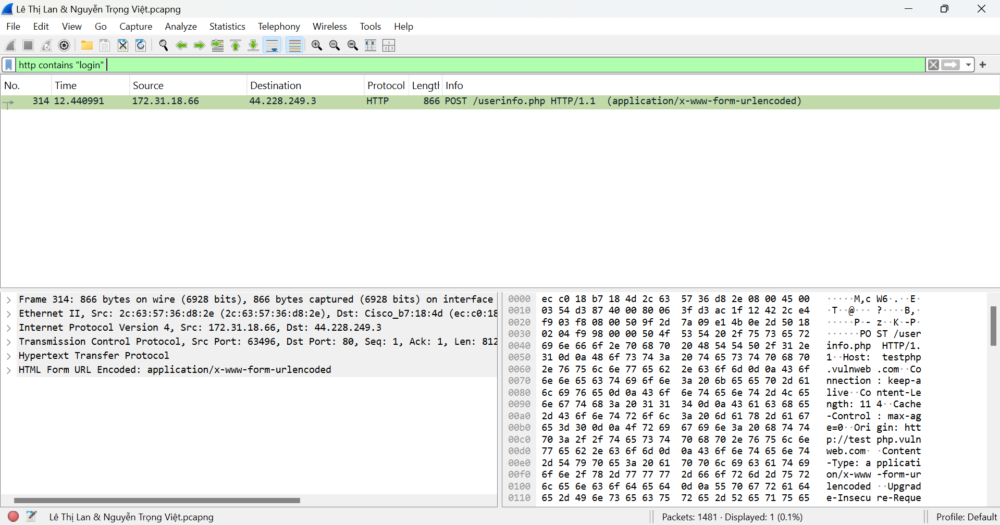 Lê Thị Lan & Nguyễn Trọng Việt.pcapng
File Edit View Go Capture Analyze Statistics Telephony Wireless Tools Help
http contains "login"
No. Time Source Destination Protocol Length Info
314 12.440991 172.31.18.66 44.228.249.3 HTTP 866 POST /userinfo.php HTTP/1.1 (application/x-www-form-urlencoded)
Frame 314: 866 bytes on wire (6928 bits), 866 bytes captured (6928 bits) on interface
Ethernet II, Src: 2c:63:57:36:d8:2e (2c:63:57:36:d8:2e), Dst: Cisco_b7:18:4d (ec:c0:18
Internet Protocol Version 4, Src: 172.31.18.66, Dst: 44.228.249.3
Transmission Control Protocol, Src Port: 63496, Dst Port: 80, Seq: 1, Ack: 1, Len: 812
Hypertext Transfer Protocol
HTML Form URL Encoded: application/x-www-form-urlencoded
0000 ec c0 18 b7 18 4d 2c 63 57 36 d8 2e 08 00 45 00 ·····M,c W6·.··E·
0010 03 54 d3 87 40 00 80 06 3f d3 ac 1f 12 42 2c e4 ·T··@··· ?····B,·
0020 f9 03 f8 08 00 50 9f 2d 7a 09 e1 4b 0e 2d 50 18 ·····P·- z··K·-P·
0030 02 04 f9 98 00 00 50 4f 53 54 20 2f 75 73 65 72 ······PO ST /user
0040 69 6e 66 6f 2e 70 68 70 20 48 54 54 50 2f 31 2e info.php HTTP/1.
0050 31 0d 0a 48 6f 73 74 3a 20 74 65 73 74 70 68 70 1··Host: testphp
0060 2e 76 75 6c 6e 77 65 62 2e 63 6f 6d 0d 0a 43 6f .vulnweb .com··Co
0070 6e 6e 65 63 74 69 6f 6e 3a 20 6b 65 65 70 2d 61 nnection : keep-a
0080 6c 69 76 65 0d 0a 43 6f 6e 74 65 6e 74 2d 4c 65 live··Co ntent-Le
0090 6e 67 74 68 3a 20 31 31 34 0d 0a 43 61 63 68 65 ngth: 11 4··Cache
00a0 2d 43 6f 6e 74 72 6f 6c 3a 20 6d 61 78 2d 61 67 -Control : max-ag
00b0 65 3d 30 0d 0a 4f 72 69 67 69 6e 3a 20 68 74 74 e=0··Ori gin: htt
00c0 70 3a 2f 2f 74 65 73 74 70 68 70 2e 76 75 6c 6e p://test php.vuln
00d0 77 65 62 2e 63 6f 6d 0d 0a 43 6f 6e 74 65 6e 74 web.com· ·Content
00e0 2d 54 79 70 65 3a 20 61 70 70 6c 69 63 61 74 69 -Type: a pplicati
00f0 6f 6e 2f 78 2d 77 77 77 2d 66 6f 72 6d 2d 75 72 on/x-www -form-ur
0100 6c 65 6e 63 6f 64 65 64 0d 0a 55 70 67 72 61 64 lencoded ··Upgrad
0110 65 2d 49 6e 73 65 63 75 72 65 2d 52 65 71 75 65 e-Insecu re-Reque
Lê Thị Lan & Nguyễn Trọng Việt.pcapng Packets: 1481 · Displayed: 1 (0.1%) Profile: Default